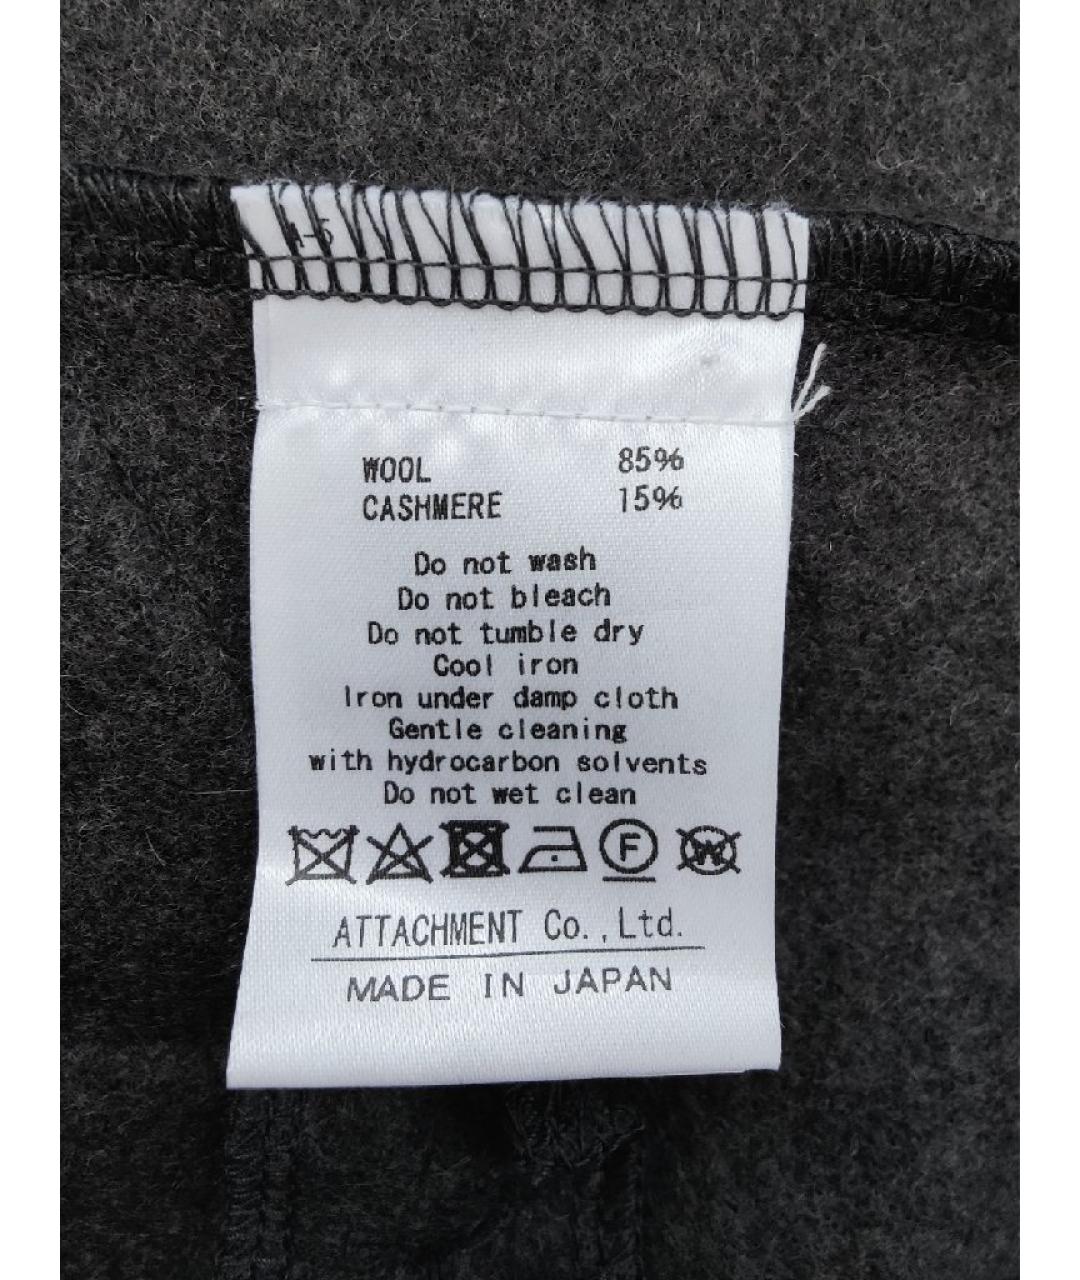 WOOL 85%
CASHMERE 15%
Do not wash
Do not bleach
Do not tumble dry
Cool iron
Iron under damp cloth
Gentle cleaning
with hydrocarbon solvents
Do not wet clean
F W
ATTACHMENT Co.,Ltd.
MADE IN JAPAN